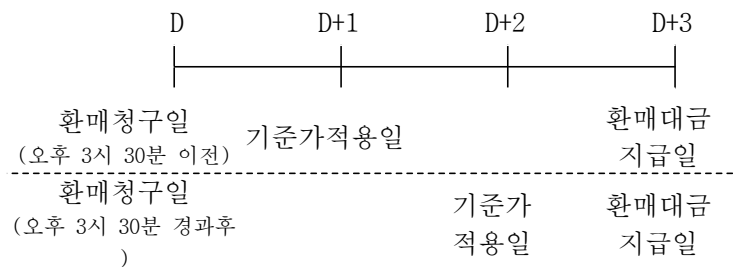 D D+1 D+2 D+3
환매청구일
(오후 3시 30분 이전)
기준가적용일
환매대금
지급일
환매청구일
(오후 3시 30분 경과후
)
기준가
적용일
환매대금
지급일